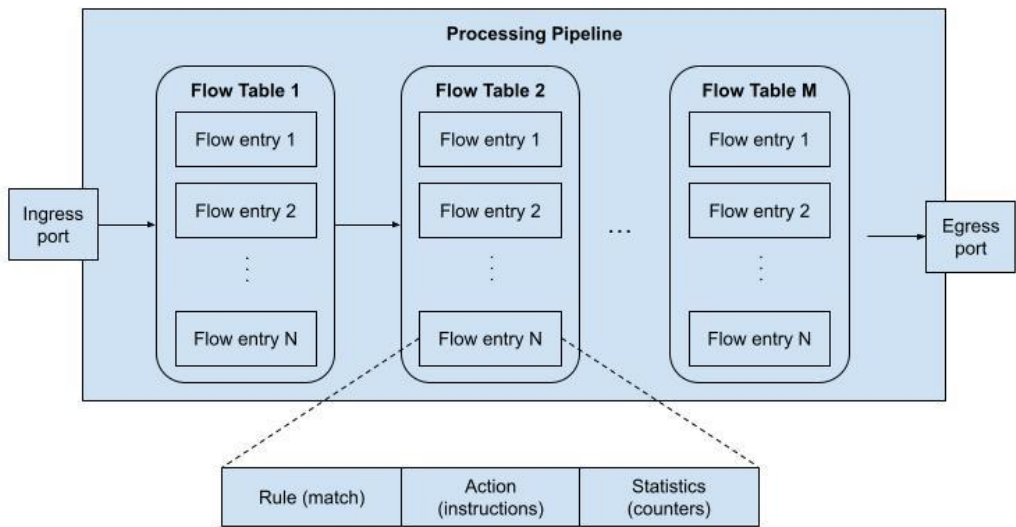 Processing Pipeline
Flow Table 1
Flow entry 1
Flow entry 2
Flow entry N
Flow Table 2
Flow entry 1
Flow entry 2
Flow entry N
...
Flow Table M
Flow entry 1
Flow entry 2
Flow entry N
Ingress
port
Egress
port
Rule (match)
Action
(instructions)
Statistics
(counters)